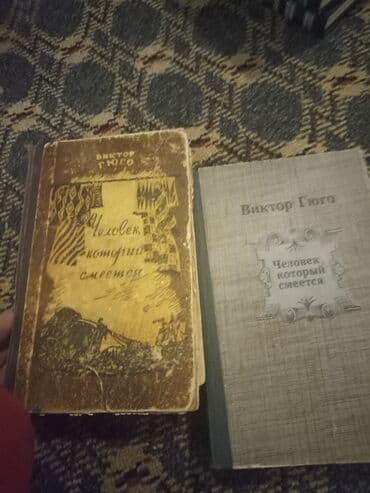 ВИКТОР
ГЮГО
Человек,
который
смеется
Виктор Гюго
Человек
который
смеется